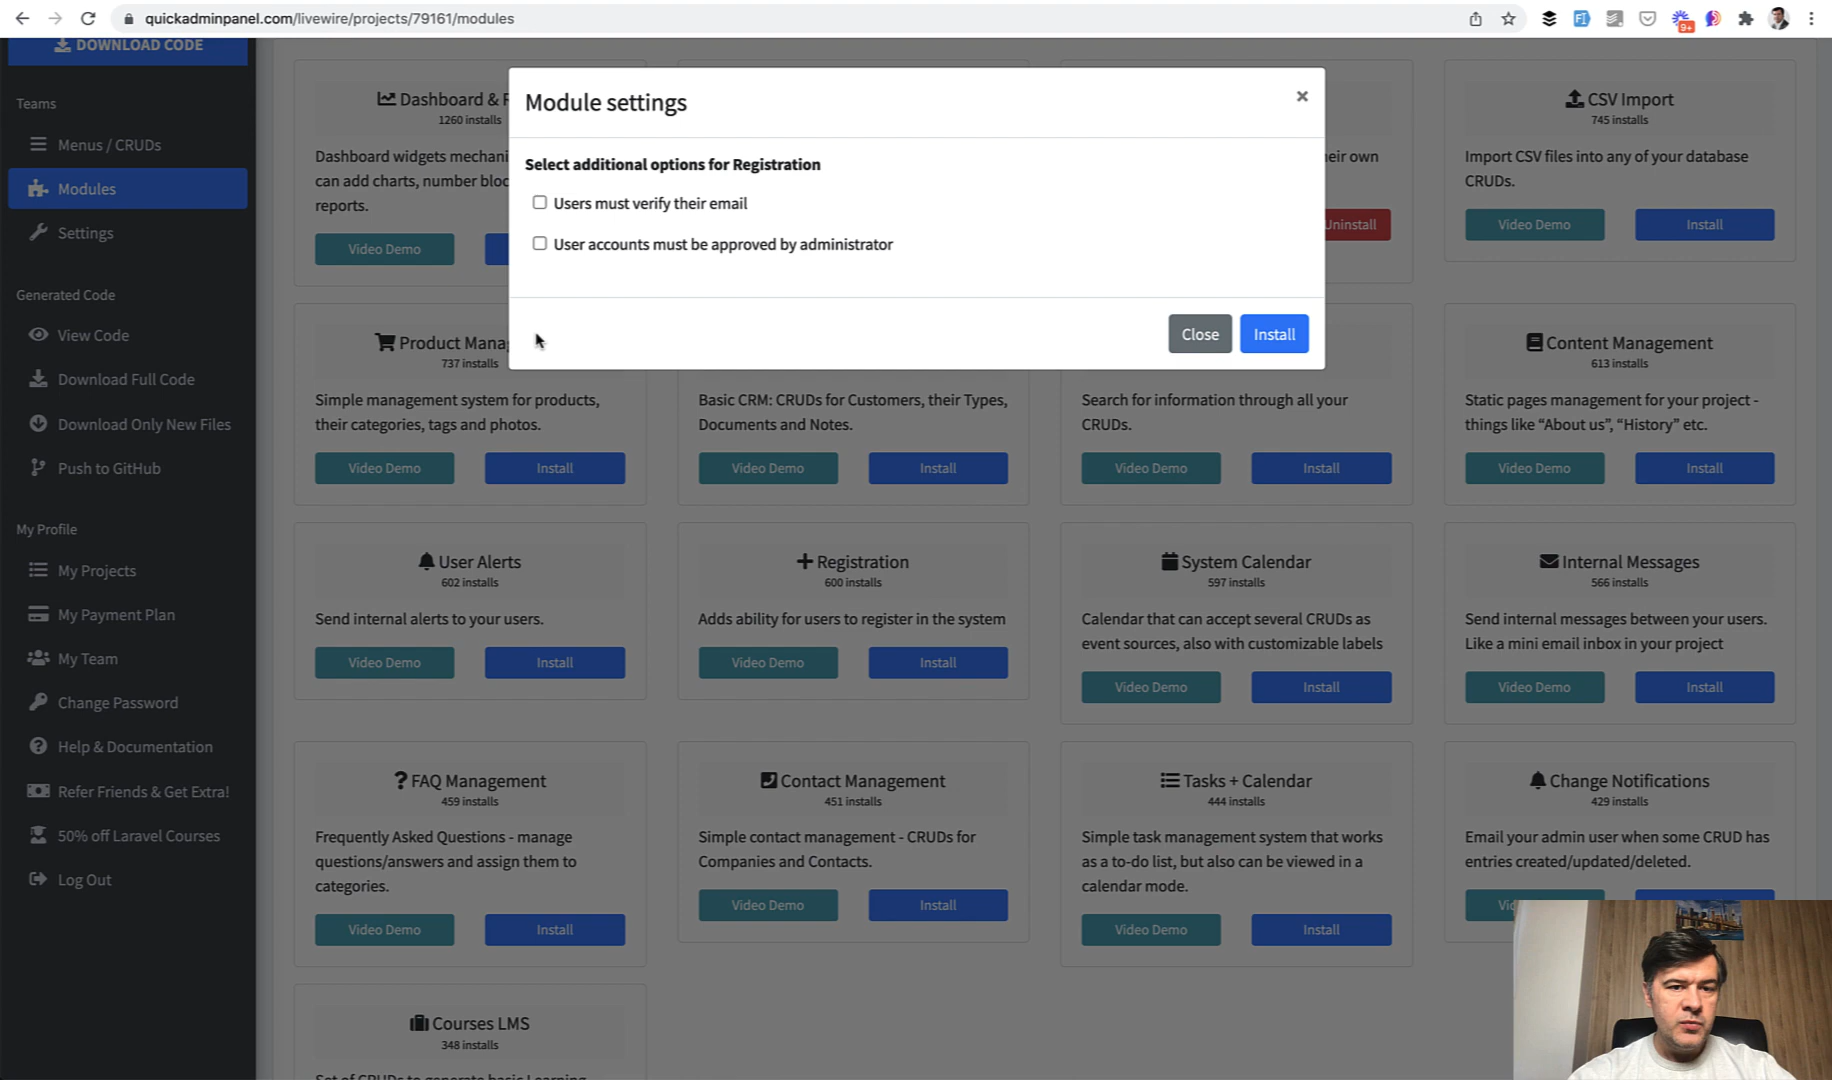 quickadminpanel.com/livewire/projects/79161/modules
9+
DOWNLOAD CODE
Teams
Menus / CRUDs
Modules
Settings
Generated Code
View Code
Download Full Code
Download Only New Files
Push to GitHub
My Profile
My Projects
My Payment Plan
My Team
Change Password
Help & Documentation
Refer Friends & Get Extra!
50% off Laravel Courses
Log Out
Module settings
×
Select additional options for Registration
Users must verify their email
User accounts must be approved by administrator
Close
Install
Dashboard &
1260 installs
Dashboard widgets
can add charts, number
reports.
Video Demo
eir own
Uninstall
CSV Import
745 installs
Import CSV files into any of your database
CRUDs.
Video Demo
Install
Product
737 installs
Simple management system for products,
their categories, tags and photos.
Video Demo
Install
Basic CRM: CRUDs for Customers, their Types,
Documents and Notes.
Video Demo
Install
Search for information through all your
CRUDs.
Video Demo
Install
Content Management
613 installs
Static pages management for your project -
things like “About us”, “History” etc.
Video Demo
Install
User Alerts
602 installs
Send internal alerts to your users.
Video Demo
Install
Registration
600 installs
Adds ability for users to register in the system
Video Demo
Install
System Calendar
597 installs
Calendar that can accept several CRUDs as
event sources, also with customizable labels
Video Demo
Install
Internal Messages
566 installs
Send internal messages between your users.
Like a mini email inbox in your project
Video Demo
Install
FAQ Management
459 installs
Frequently Asked Questions - manage
questions/answers and assign them to
categories.
Video Demo
Install
Contact Management
451 installs
Simple contact management - CRUDs for
Companies and Contacts.
Video Demo
Install
Tasks + Calendar
444 installs
Simple task management system that works
as a to-do list, but also can be viewed in a
calendar mode.
Video Demo
Install
Change Notifications
429 installs
Email your admin user when some CRUD has
entries created/updated/deleted.
Courses LMS
348 installs